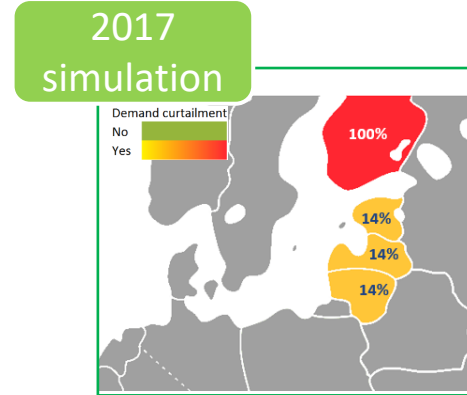 2017
simulation
Demand curtailment
No
Yes
100%
14%
14%
14%